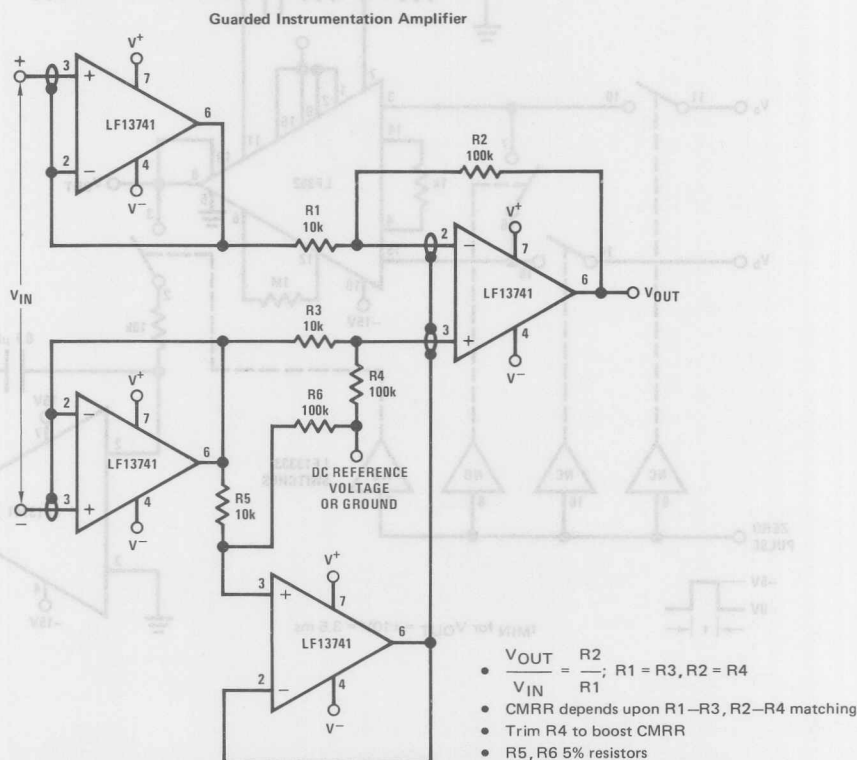 Guarded Instrumentation Amplifier
V+
+
3
+
7
LF13741
6
2
−
4
V−
R2
100k
R1
10k
V+
2
−
7
LF13741
6
VOUT
3
+
4
V−
VIN
R3
10k
R4
100k
R6
100k
DC REFERENCE
VOLTAGE
OR GROUND
V+
2
−
7
LF13741
6
3
+
4
V−
−
R5
10k
V+
3
+
7
LF13741
6
2
−
4
V−
• VOUT/VIN = R2/R1; R1 = R3, R2 = R4
• CMRR depends upon R1–R3, R2–R4 matching
• Trim R4 to boost CMRR
• R5, R6 5% resistors